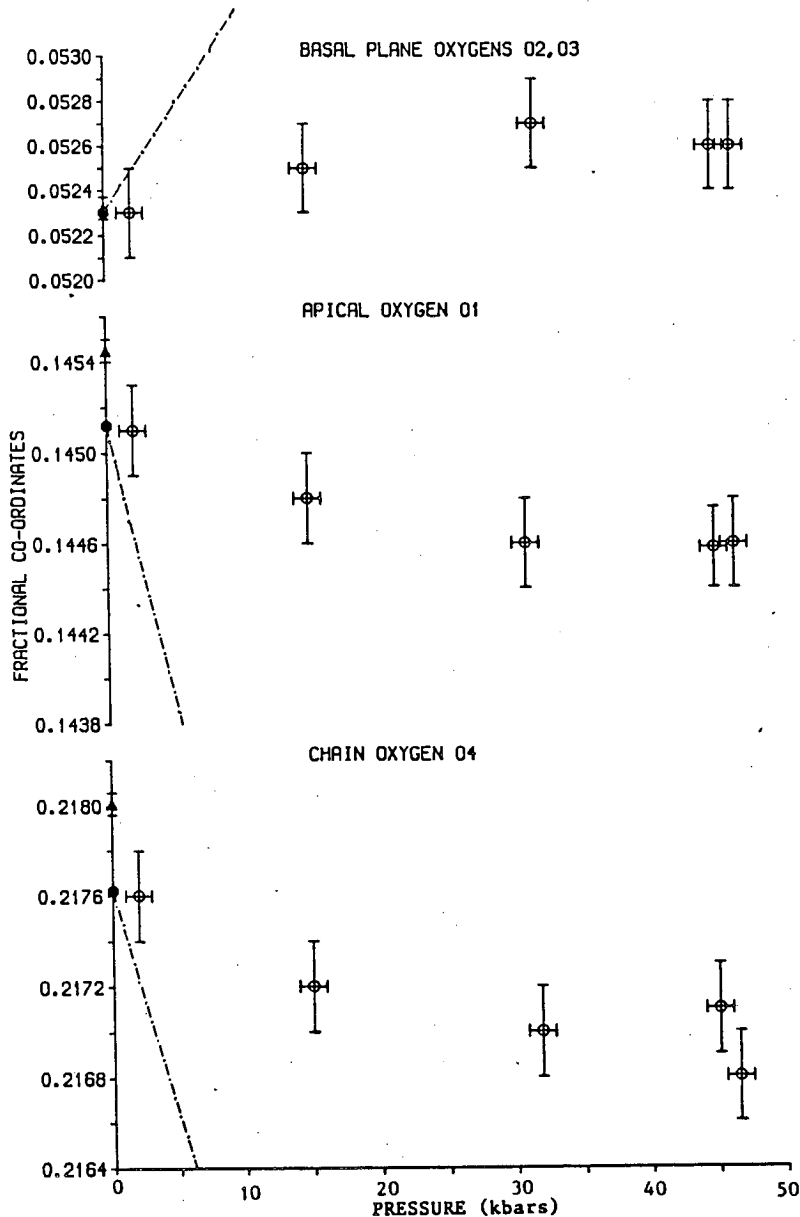 BASAL PLANE OXYGENS O2,O3
0.0530
0.0528
0.0526
0.0524
0.0522
0.0520
APICAL OXYGEN O1
0.1454
0.1450
0.1446
0.1442
0.1438
FRACTIONAL CO-ORDINATES
CHAIN OXYGEN O4
0.2180
0.2176
0.2172
0.2168
0.2164
0 10 20 30 40 50
PRESSURE (kbars)